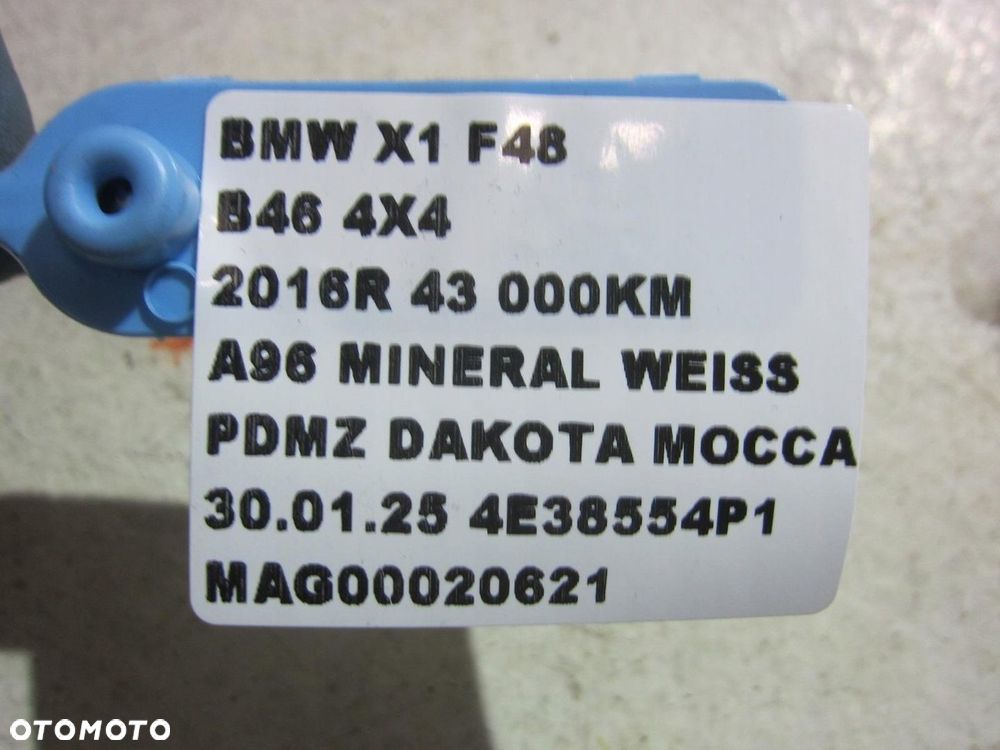 BMW X1 F48
B46 4X4
2016R 43 000KM
A96 MINERAL WEISS
PDMZ DAKOTA MOCCA
30.01.25 4E38554P1
MAG00020621
OTOMOTO